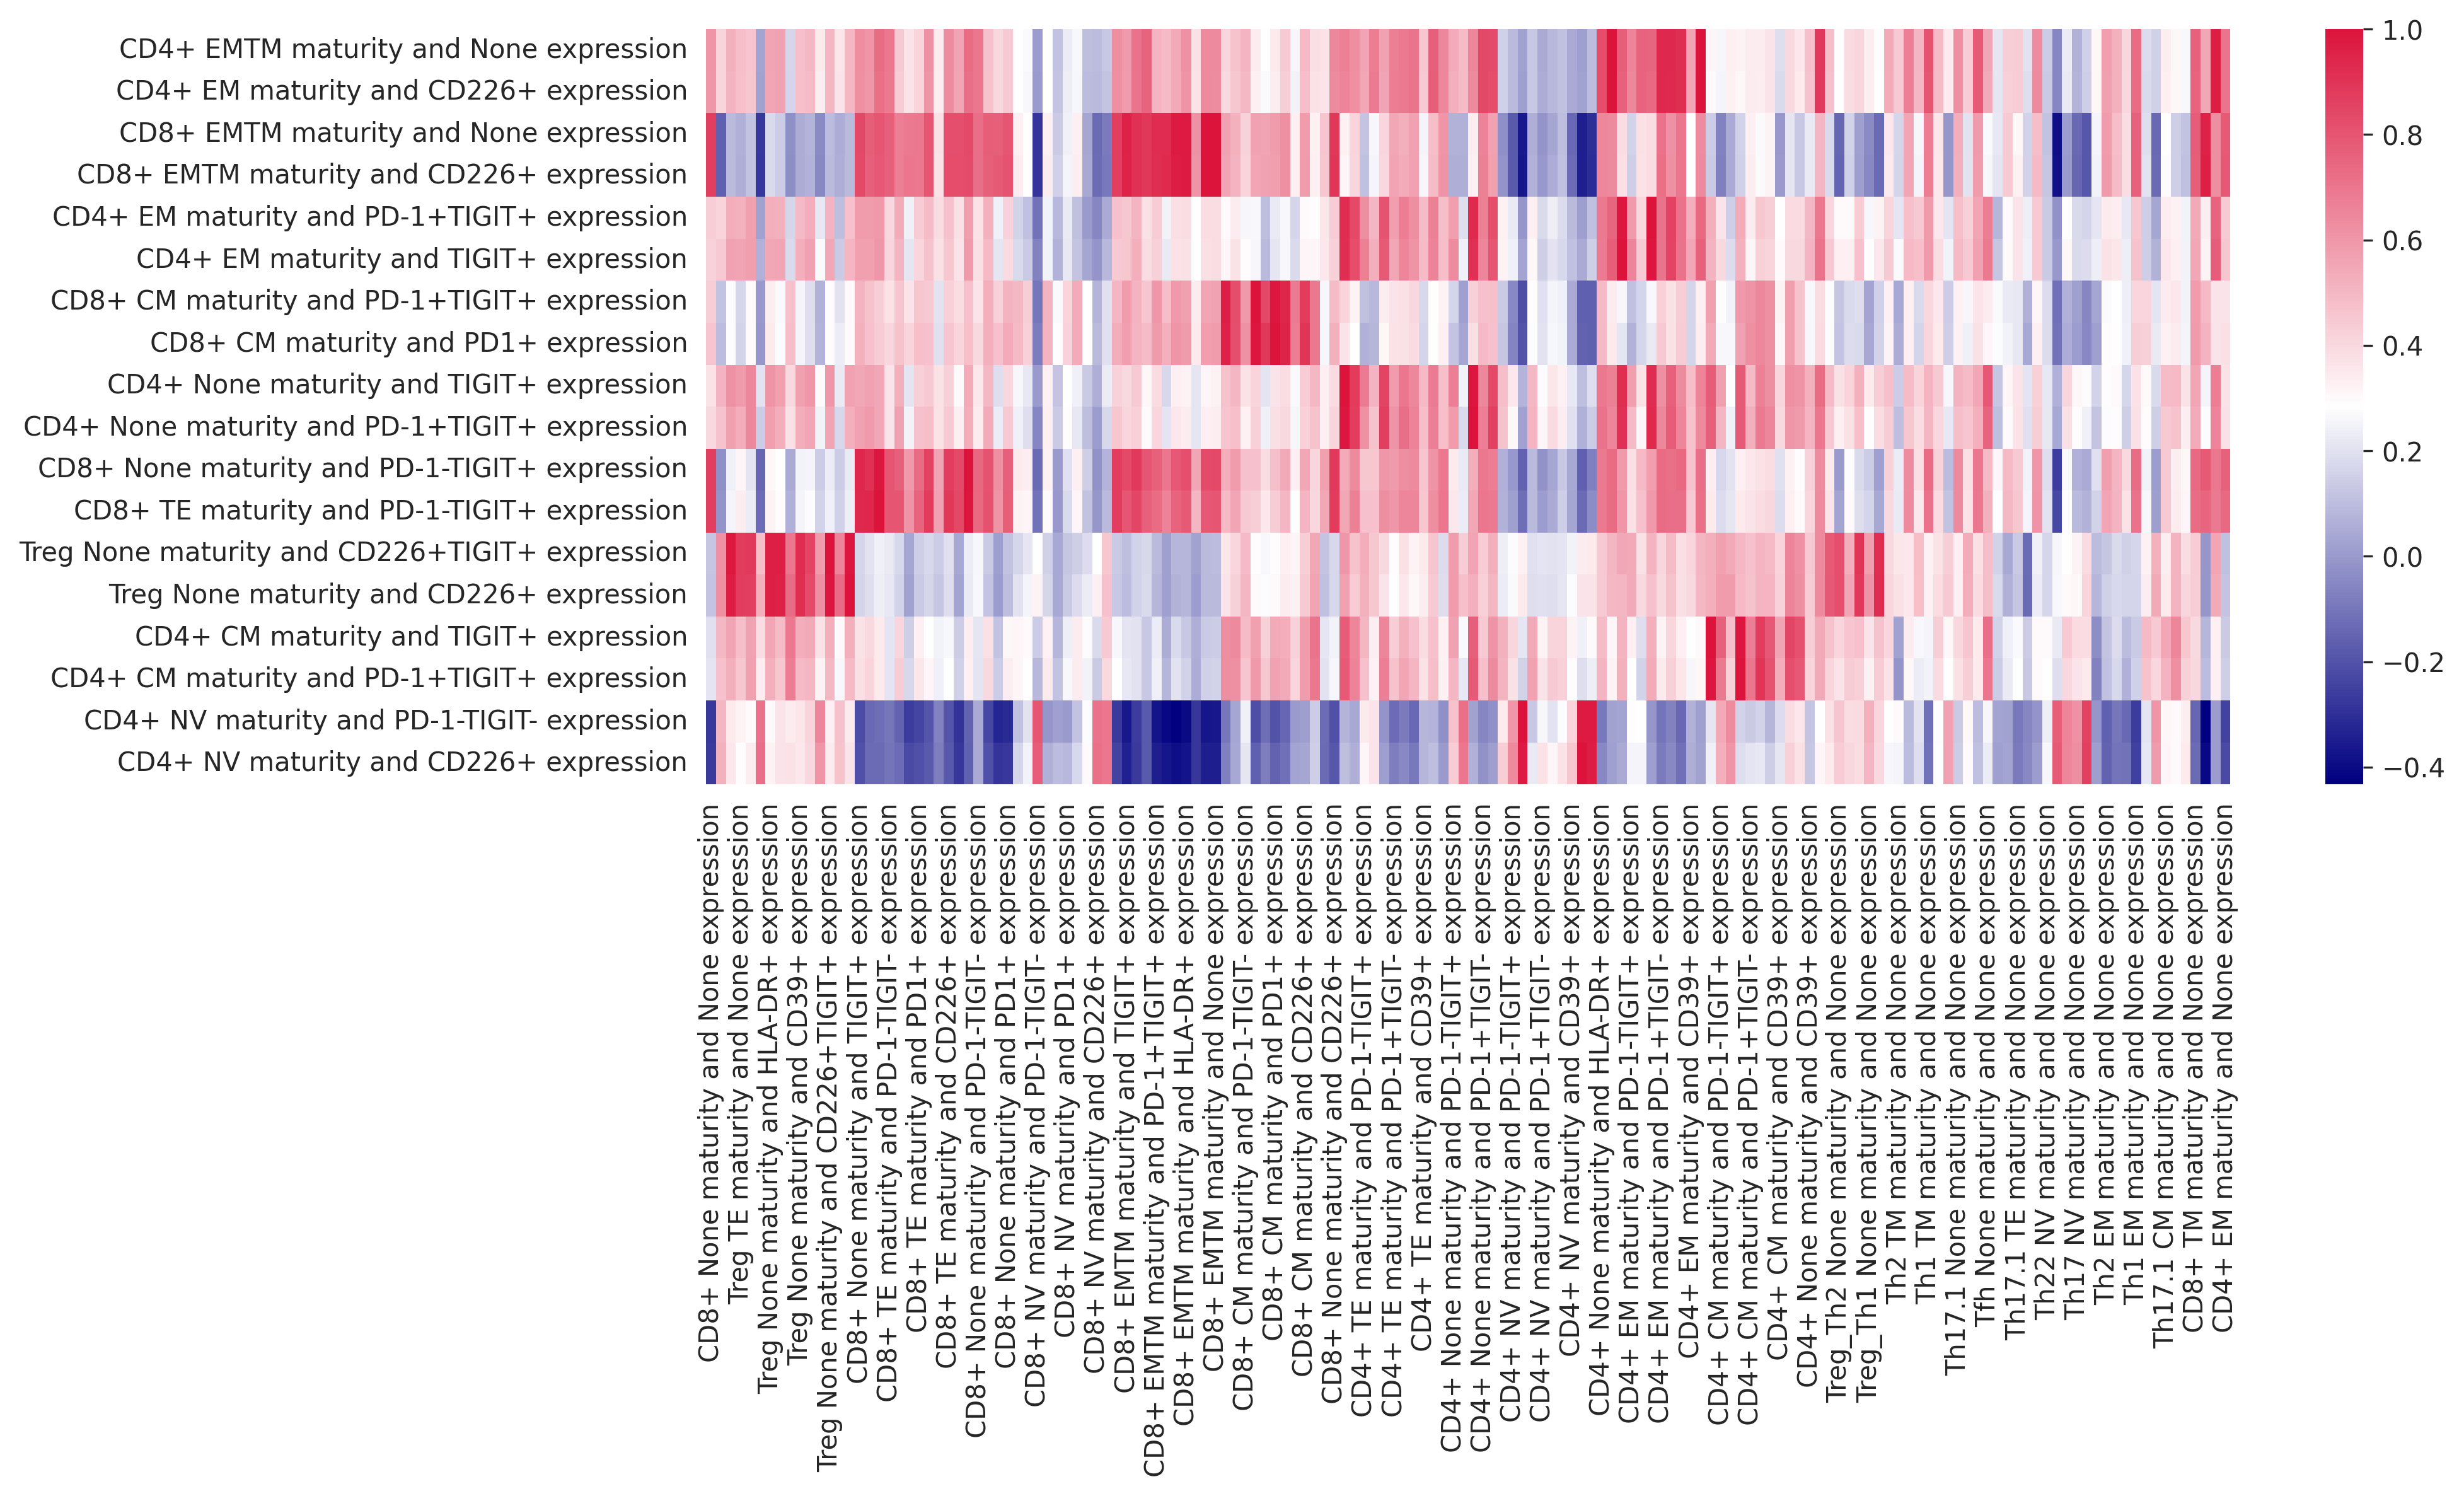 CD4+ EMTM maturity and None expression
CD4+ EM maturity and CD226+ expression
CD8+ EMTM maturity and None expression
CD8+ EMTM maturity and CD226+ expression
CD4+ EM maturity and PD-1+TIGIT+ expression
CD4+ EM maturity and TIGIT+ expression
CD8+ CM maturity and PD-1+TIGIT+ expression
CD8+ CM maturity and PD1+ expression
CD4+ None maturity and TIGIT+ expression
CD4+ None maturity and PD-1+TIGIT+ expression
CD8+ None maturity and PD-1-TIGIT+ expression
CD8+ TE maturity and PD-1-TIGIT+ expression
Treg None maturity and CD226+TIGIT+ expression
Treg None maturity and CD226+ expression
CD4+ CM maturity and TIGIT+ expression
CD4+ CM maturity and PD-1+TIGIT+ expression
CD4+ NV maturity and PD-1-TIGIT- expression
CD4+ NV maturity and CD226+ expression
CD8+ None maturity and None expression
Treg TE maturity and None expression
Treg None maturity and HLA-DR+ expression
Treg None maturity and CD39+ expression
Treg None maturity and CD226+TIGIT+ expression
CD8+ None maturity and TIGIT+ expression
CD8+ TE maturity and PD-1-TIGIT- expression
CD8+ TE maturity and PD1+ expression
CD8+ TE maturity and CD226+ expression
CD8+ None maturity and PD-1-TIGIT- expression
CD8+ None maturity and PD1+ expression
CD8+ NV maturity and PD-1-TIGIT- expression
CD8+ NV maturity and PD1+ expression
CD8+ NV maturity and CD226+ expression
CD8+ EMTM maturity and TIGIT+ expression
CD8+ EMTM maturity and PD-1+TIGIT+ expression
CD8+ EMTM maturity and HLA-DR+ expression
CD8+ EMTM maturity and None expression
CD8+ CM maturity and PD-1-TIGIT- expression
CD8+ CM maturity and PD1+ expression
CD8+ CM maturity and CD226+ expression
CD8+ None maturity and CD226+ expression
CD4+ TE maturity and PD-1-TIGIT+ expression
CD4+ TE maturity and PD-1+TIGIT- expression
CD4+ TE maturity and CD39+ expression
CD4+ None maturity and PD-1-TIGIT+ expression
CD4+ None maturity and PD-1+TIGIT- expression
CD4+ NV maturity and PD-1-TIGIT+ expression
CD4+ NV maturity and PD-1+TIGIT- expression
CD4+ NV maturity and CD39+ expression
CD4+ None maturity and HLA-DR+ expression
CD4+ EM maturity and PD-1-TIGIT+ expression
CD4+ EM maturity and PD-1+TIGIT- expression
CD4+ EM maturity and CD39+ expression
CD4+ CM maturity and PD-1-TIGIT+ expression
CD4+ CM maturity and PD-1+TIGIT- expression
CD4+ CM maturity and CD39+ expression
CD4+ None maturity and CD39+ expression
Treg_Th2 None maturity and None expression
Treg_Th1 None maturity and None expression
Th2 TM maturity and None expression
Th1 TM maturity and None expression
Th17.1 None maturity and None expression
Tfh None maturity and None expression
Th17.1 TE maturity and None expression
Th22 NV maturity and None expression
Th17 NV maturity and None expression
Th2 EM maturity and None expression
Th1 EM maturity and None expression
Th17.1 CM maturity and None expression
CD8+ TM maturity and None expression
CD4+ EM maturity and None expression
1.0
0.8
0.6
0.4
0.2
0.0
−0.2
−0.4